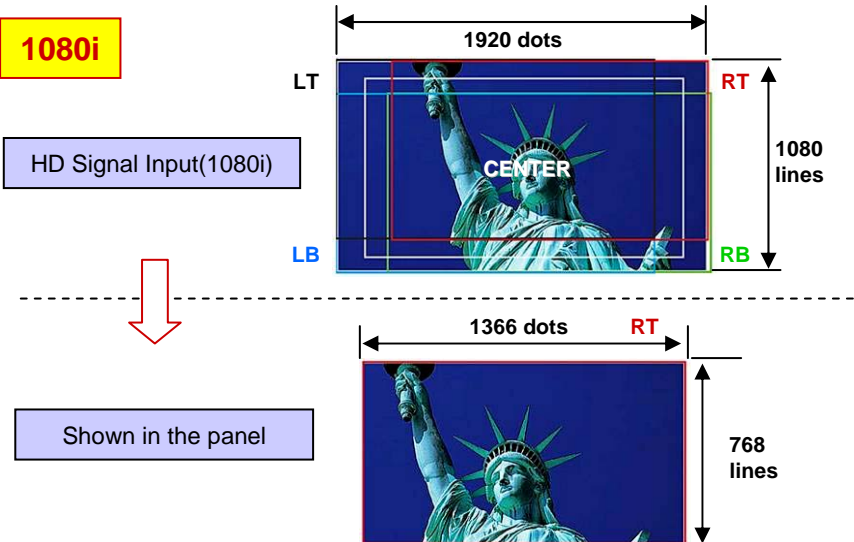 1080i
1920 dots
LT
RT
HD Signal Input(1080i)
CENTER
1080
lines
LB
RB
1366 dots
RT
Shown in the panel
768
lines